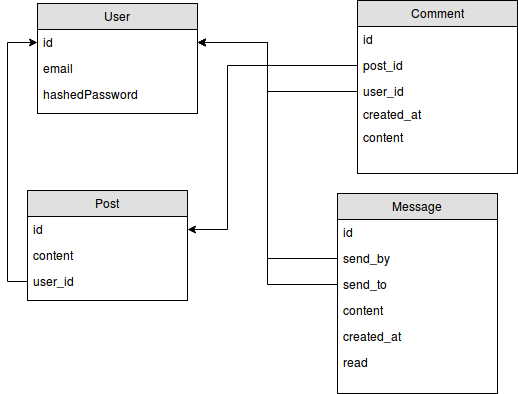 User
id
email
hashedPassword
Comment
id
post_id
user_id
created_at
content
Post
id
content
user_id
Message
id
send_by
send_to
content
created_at
read